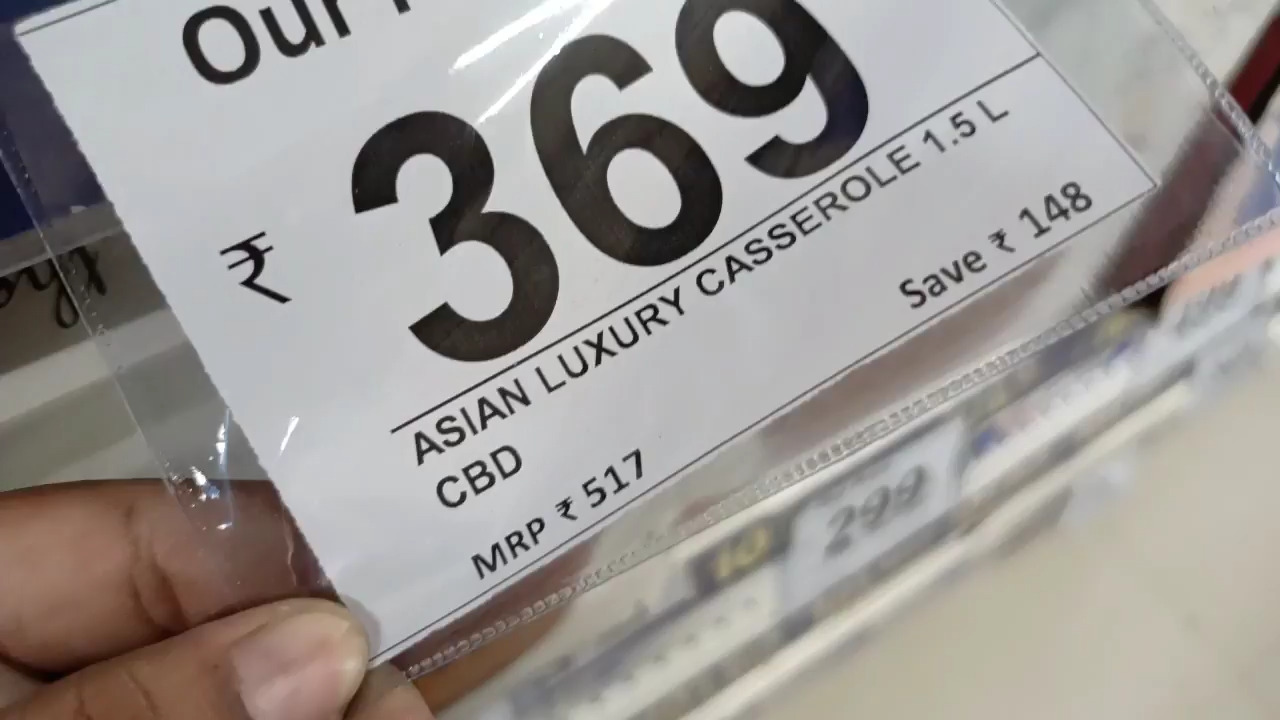 Our
₹ 369
ASIAN LUXURY CASSEROLE 1.5 L
CBD
MRP ₹ 517
Save ₹ 148
299